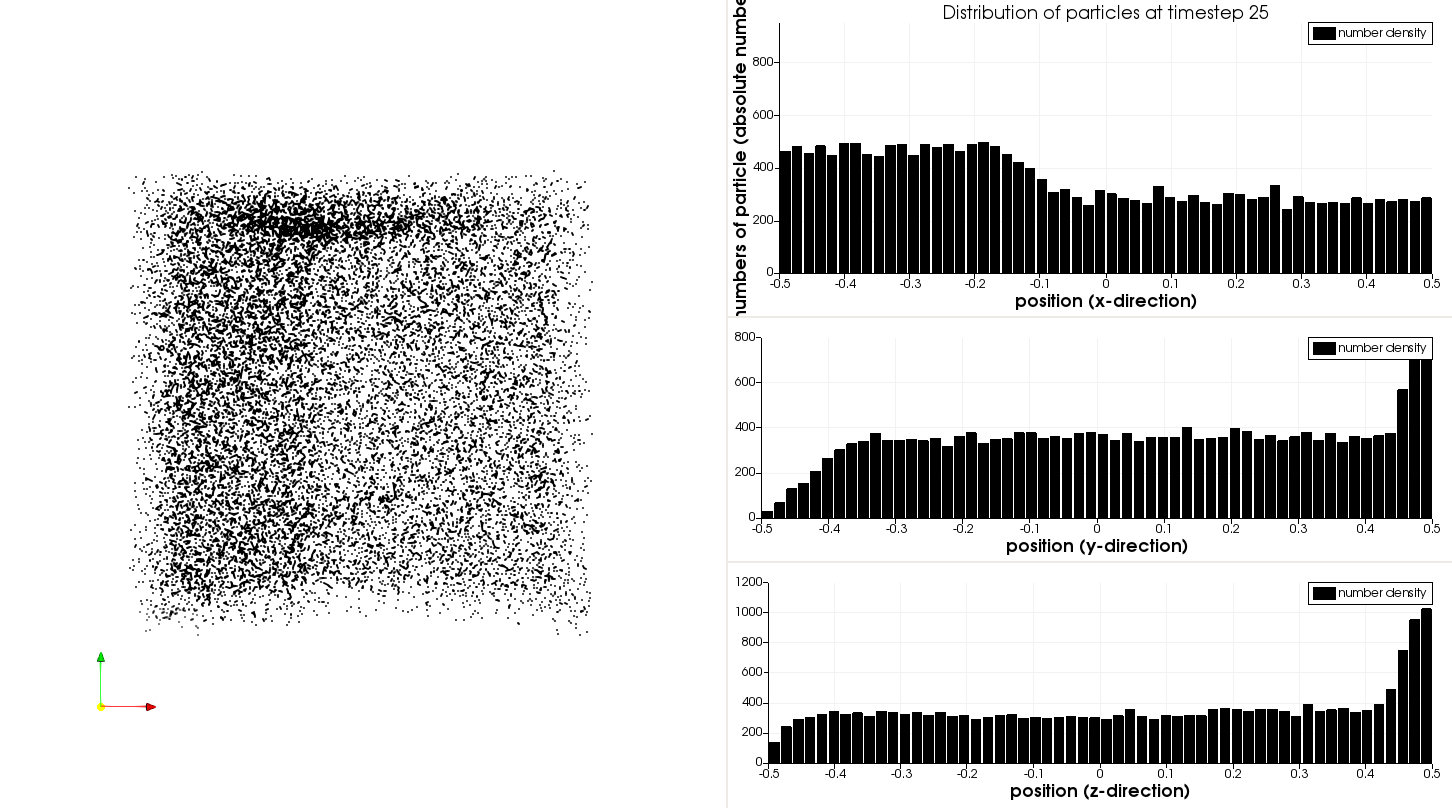 Distribution of particles at timestep 25
number density
numbers of particle (absolute numbe
800
600
400
200
0
-0.5 -0.4 -0.3 -0.2 -0.1 0 0.1 0.2 0.3 0.4 0.5
position (x-direction)
number density
800
600
400
200
0
-0.5 -0.4 -0.3 -0.2 -0.1 0 0.1 0.2 0.3 0.4 0.5
position (y-direction)
number density
1200
1000
800
600
400
200
0
-0.5 -0.4 -0.3 -0.2 -0.1 0 0.1 0.2 0.3 0.4 0.5
position (z-direction)